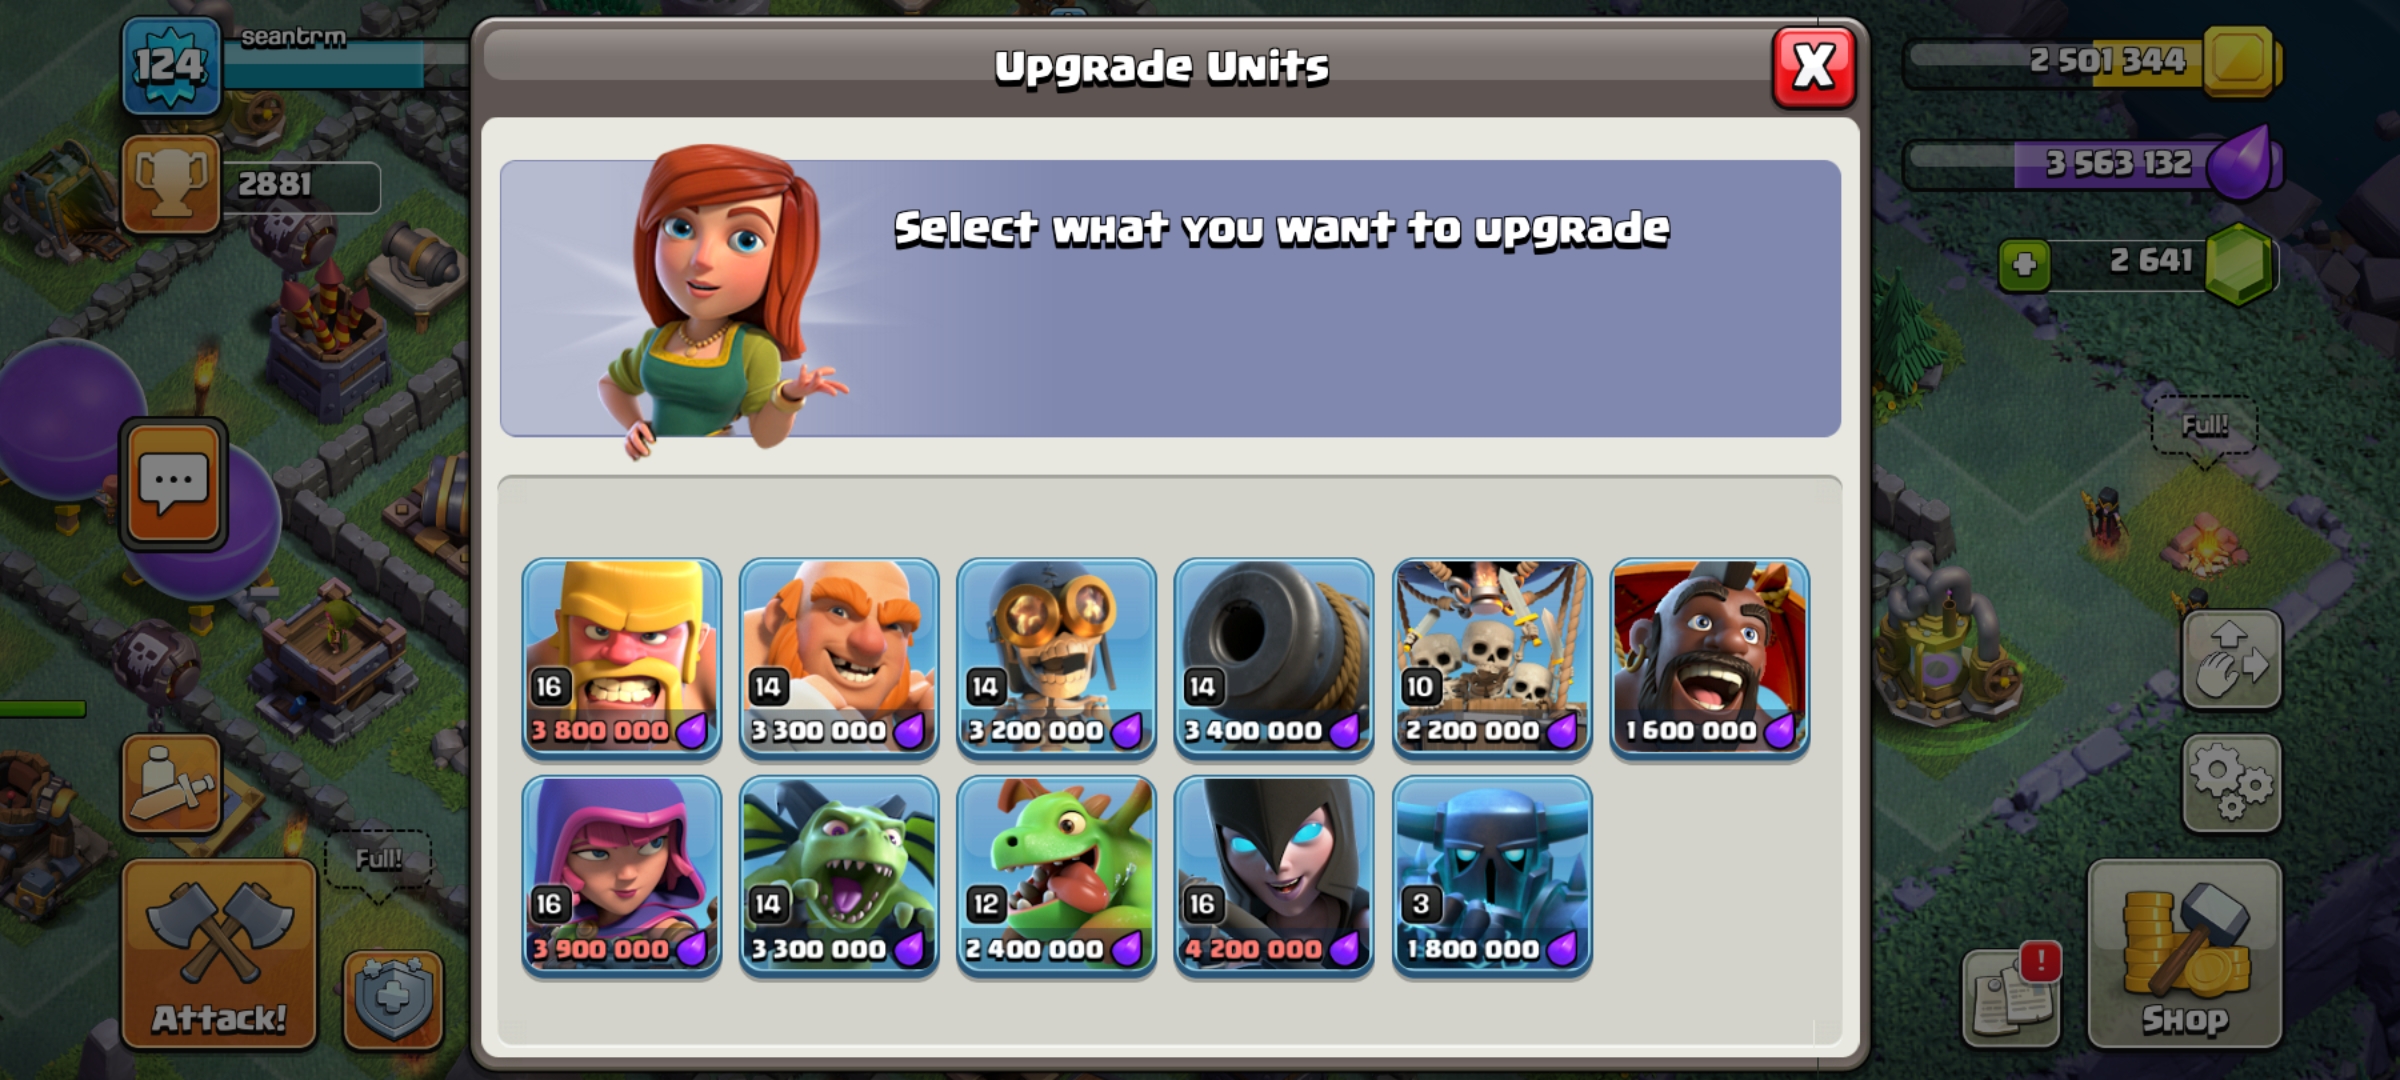 124
seantrm
Upgrade Units
X
2 501 344
2881
3 563 132
2 641
Select what you want to upgrade
Full!
16
3 800 000
14
3 300 000
14
3 200 000
14
3 400 000
10
2 200 000
1 600 000
16
3 900 000
14
3 300 000
12
2 400 000
16
4 200 000
3
1 800 000
Full!
Attack!
!
Shop